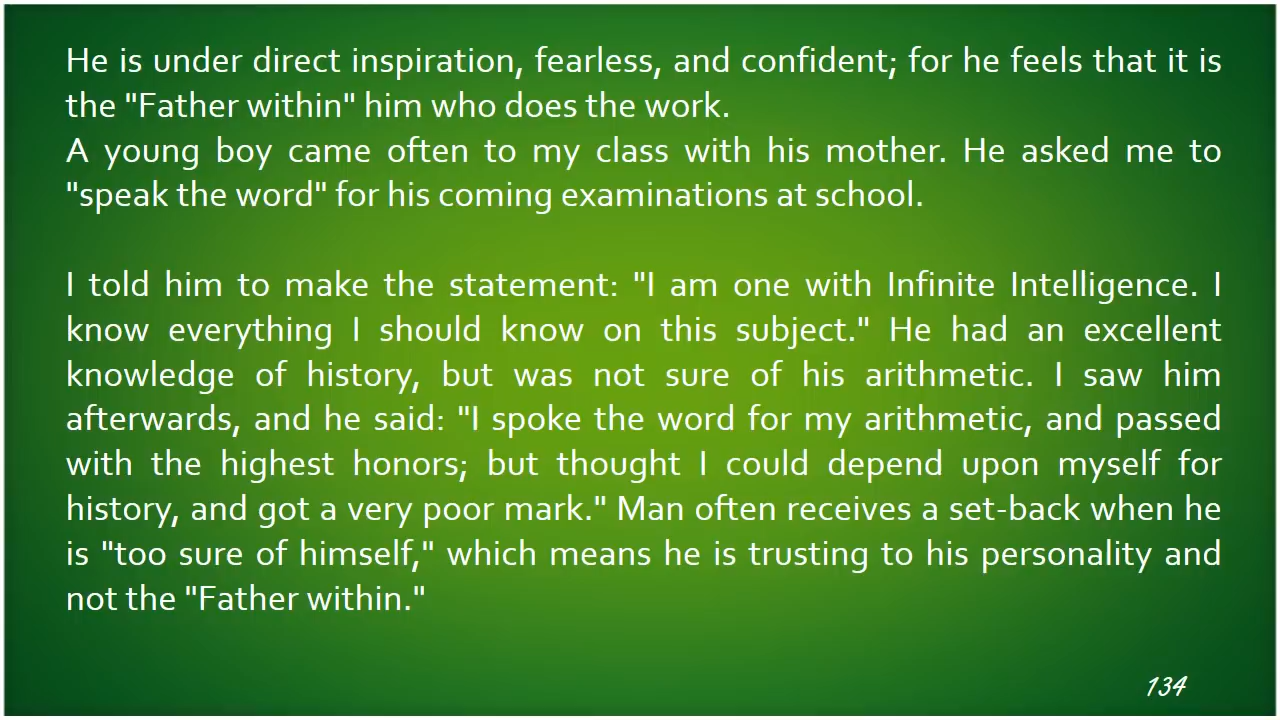 He is under direct inspiration, fearless, and confident; for he feels that it is
the "Father within" him who does the work.
A young boy came often to my class with his mother. He asked me to
"speak the word" for his coming examinations at school.
I told him to make the statement: "I am one with Infinite Intelligence. I
know everything I should know on this subject." He had an excellent
knowledge of history, but was not sure of his arithmetic. I saw him
afterwards, and he said: "I spoke the word for my arithmetic, and passed
with the highest honors; but thought I could depend upon myself for
history, and got a very poor mark." Man often receives a set-back when he
is "too sure of himself," which means he is trusting to his personality and
not the "Father within."
134